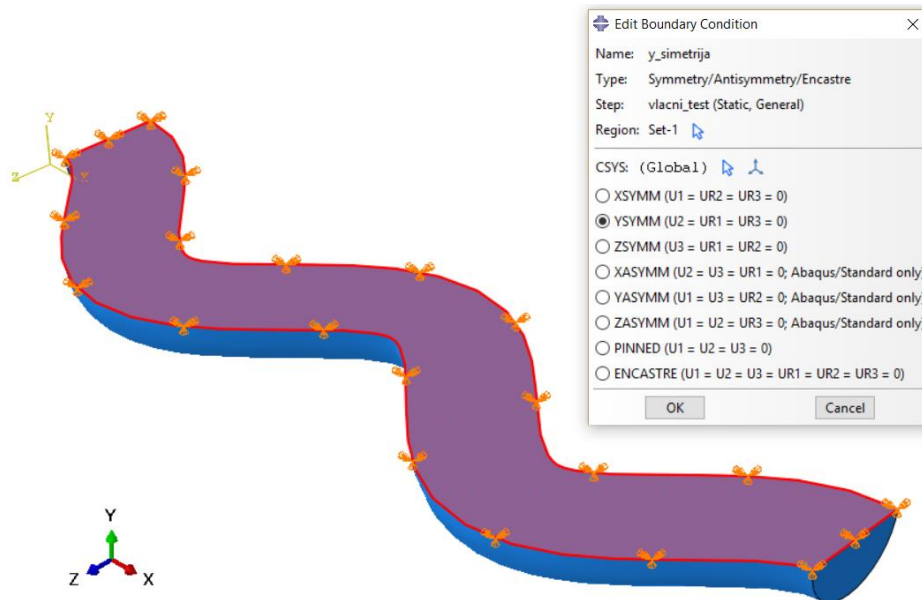 Edit Boundary Condition
Name: y_simetrija
Type: Symmetry/Antisymmetry/Encastre
Step: vlacni_test (Static, General)
Region: Set-1
CSYS: (Global)
XSYMM (U1 = UR2 = UR3 = 0)
YSYMM (U2 = UR1 = UR3 = 0)
ZSYMM (U3 = UR1 = UR2 = 0)
XASYMM (U2 = U3 = UR1 = 0; Abaqus/Standard only)
YASYMM (U1 = U3 = UR2 = 0; Abaqus/Standard only)
ZASYMM (U1 = U2 = UR3 = 0; Abaqus/Standard only)
PINNED (U1 = U2 = U3 = 0)
ENCASTRE (U1 = U2 = U3 = UR1 = UR2 = UR3 = 0)
OK Cancel
Y
Z X
Y
Z X